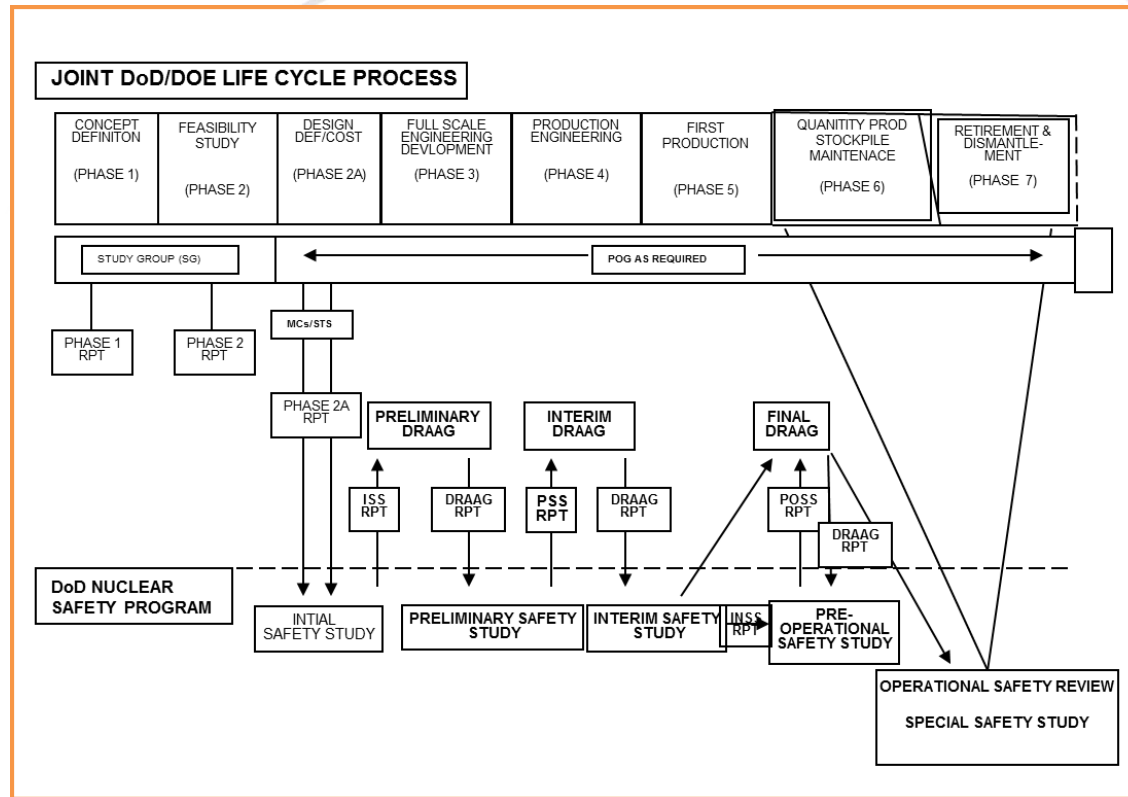 JOINT DoD/DOE LIFE CYCLE PROCESS
CONCEPT
DEFINITON
(PHASE 1)
FEASIBILITY
STUDY
(PHASE 2)
DESIGN
DEF/COST
(PHASE 2A)
FULL SCALE
ENGINEERING
DEVLOPMENT
(PHASE 3)
PRODUCTION
ENGINEERING
(PHASE 4)
FIRST
PRODUCTION
(PHASE 5)
QUANITITY PROD
STOCKPILE
MAINTENACE
(PHASE 6)
RETIREMENT &
DISMANTLE-
MENT
(PHASE 7)
STUDY GROUP (SG)
POG AS REQUIRED
PHASE 1
RPT
PHASE 2
RPT
MCs/STS
PHASE 2A
RPT
PRELIMINARY
DRAAG
INTERIM
DRAAG
FINAL
DRAAG
ISS
RPT
DRAAG
RPT
PSS
RPT
DRAAG
RPT
POSS
RPT
DRAAG
RPT
DoD NUCLEAR
SAFETY PROGRAM
INTIAL
SAFETY STUDY
PRELIMINARY SAFETY
STUDY
INTERIM SAFETY
STUDY
INSS
RPT
PRE-
OPERATIONAL
SAFETY STUDY
OPERATIONAL SAFETY REVIEW
SPECIAL SAFETY STUDY